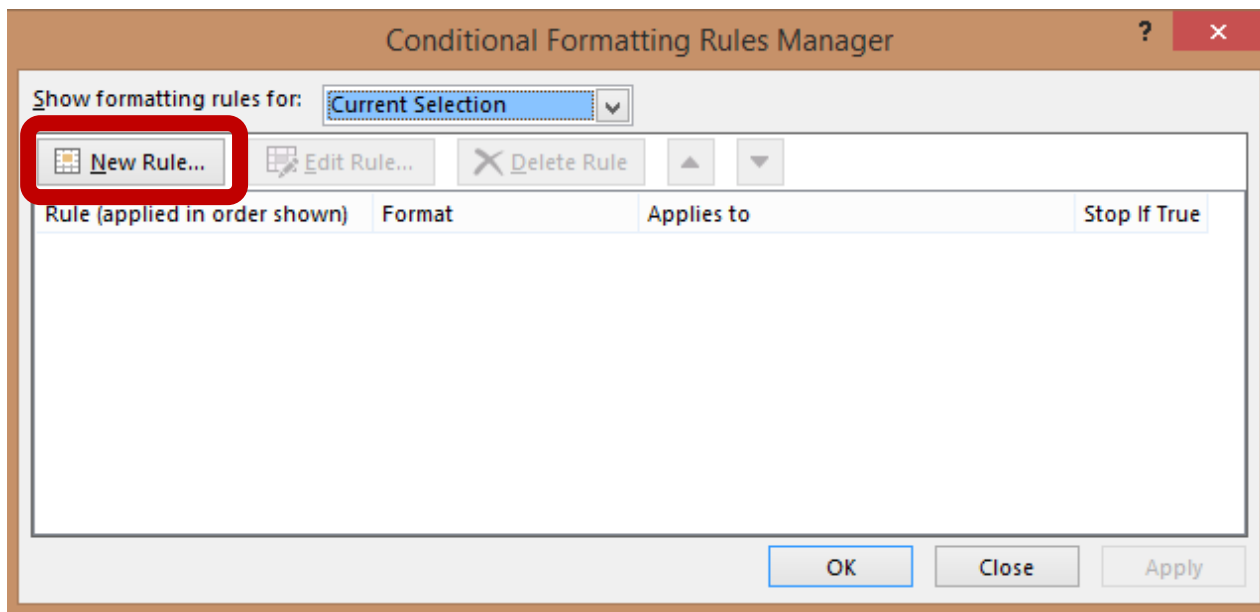 Conditional Formatting Rules Manager ? ×
Show formatting rules for: Current Selection
New Rule... Edit Rule... Delete Rule
Rule (applied in order shown) Format Applies to Stop If True
OK Close Apply